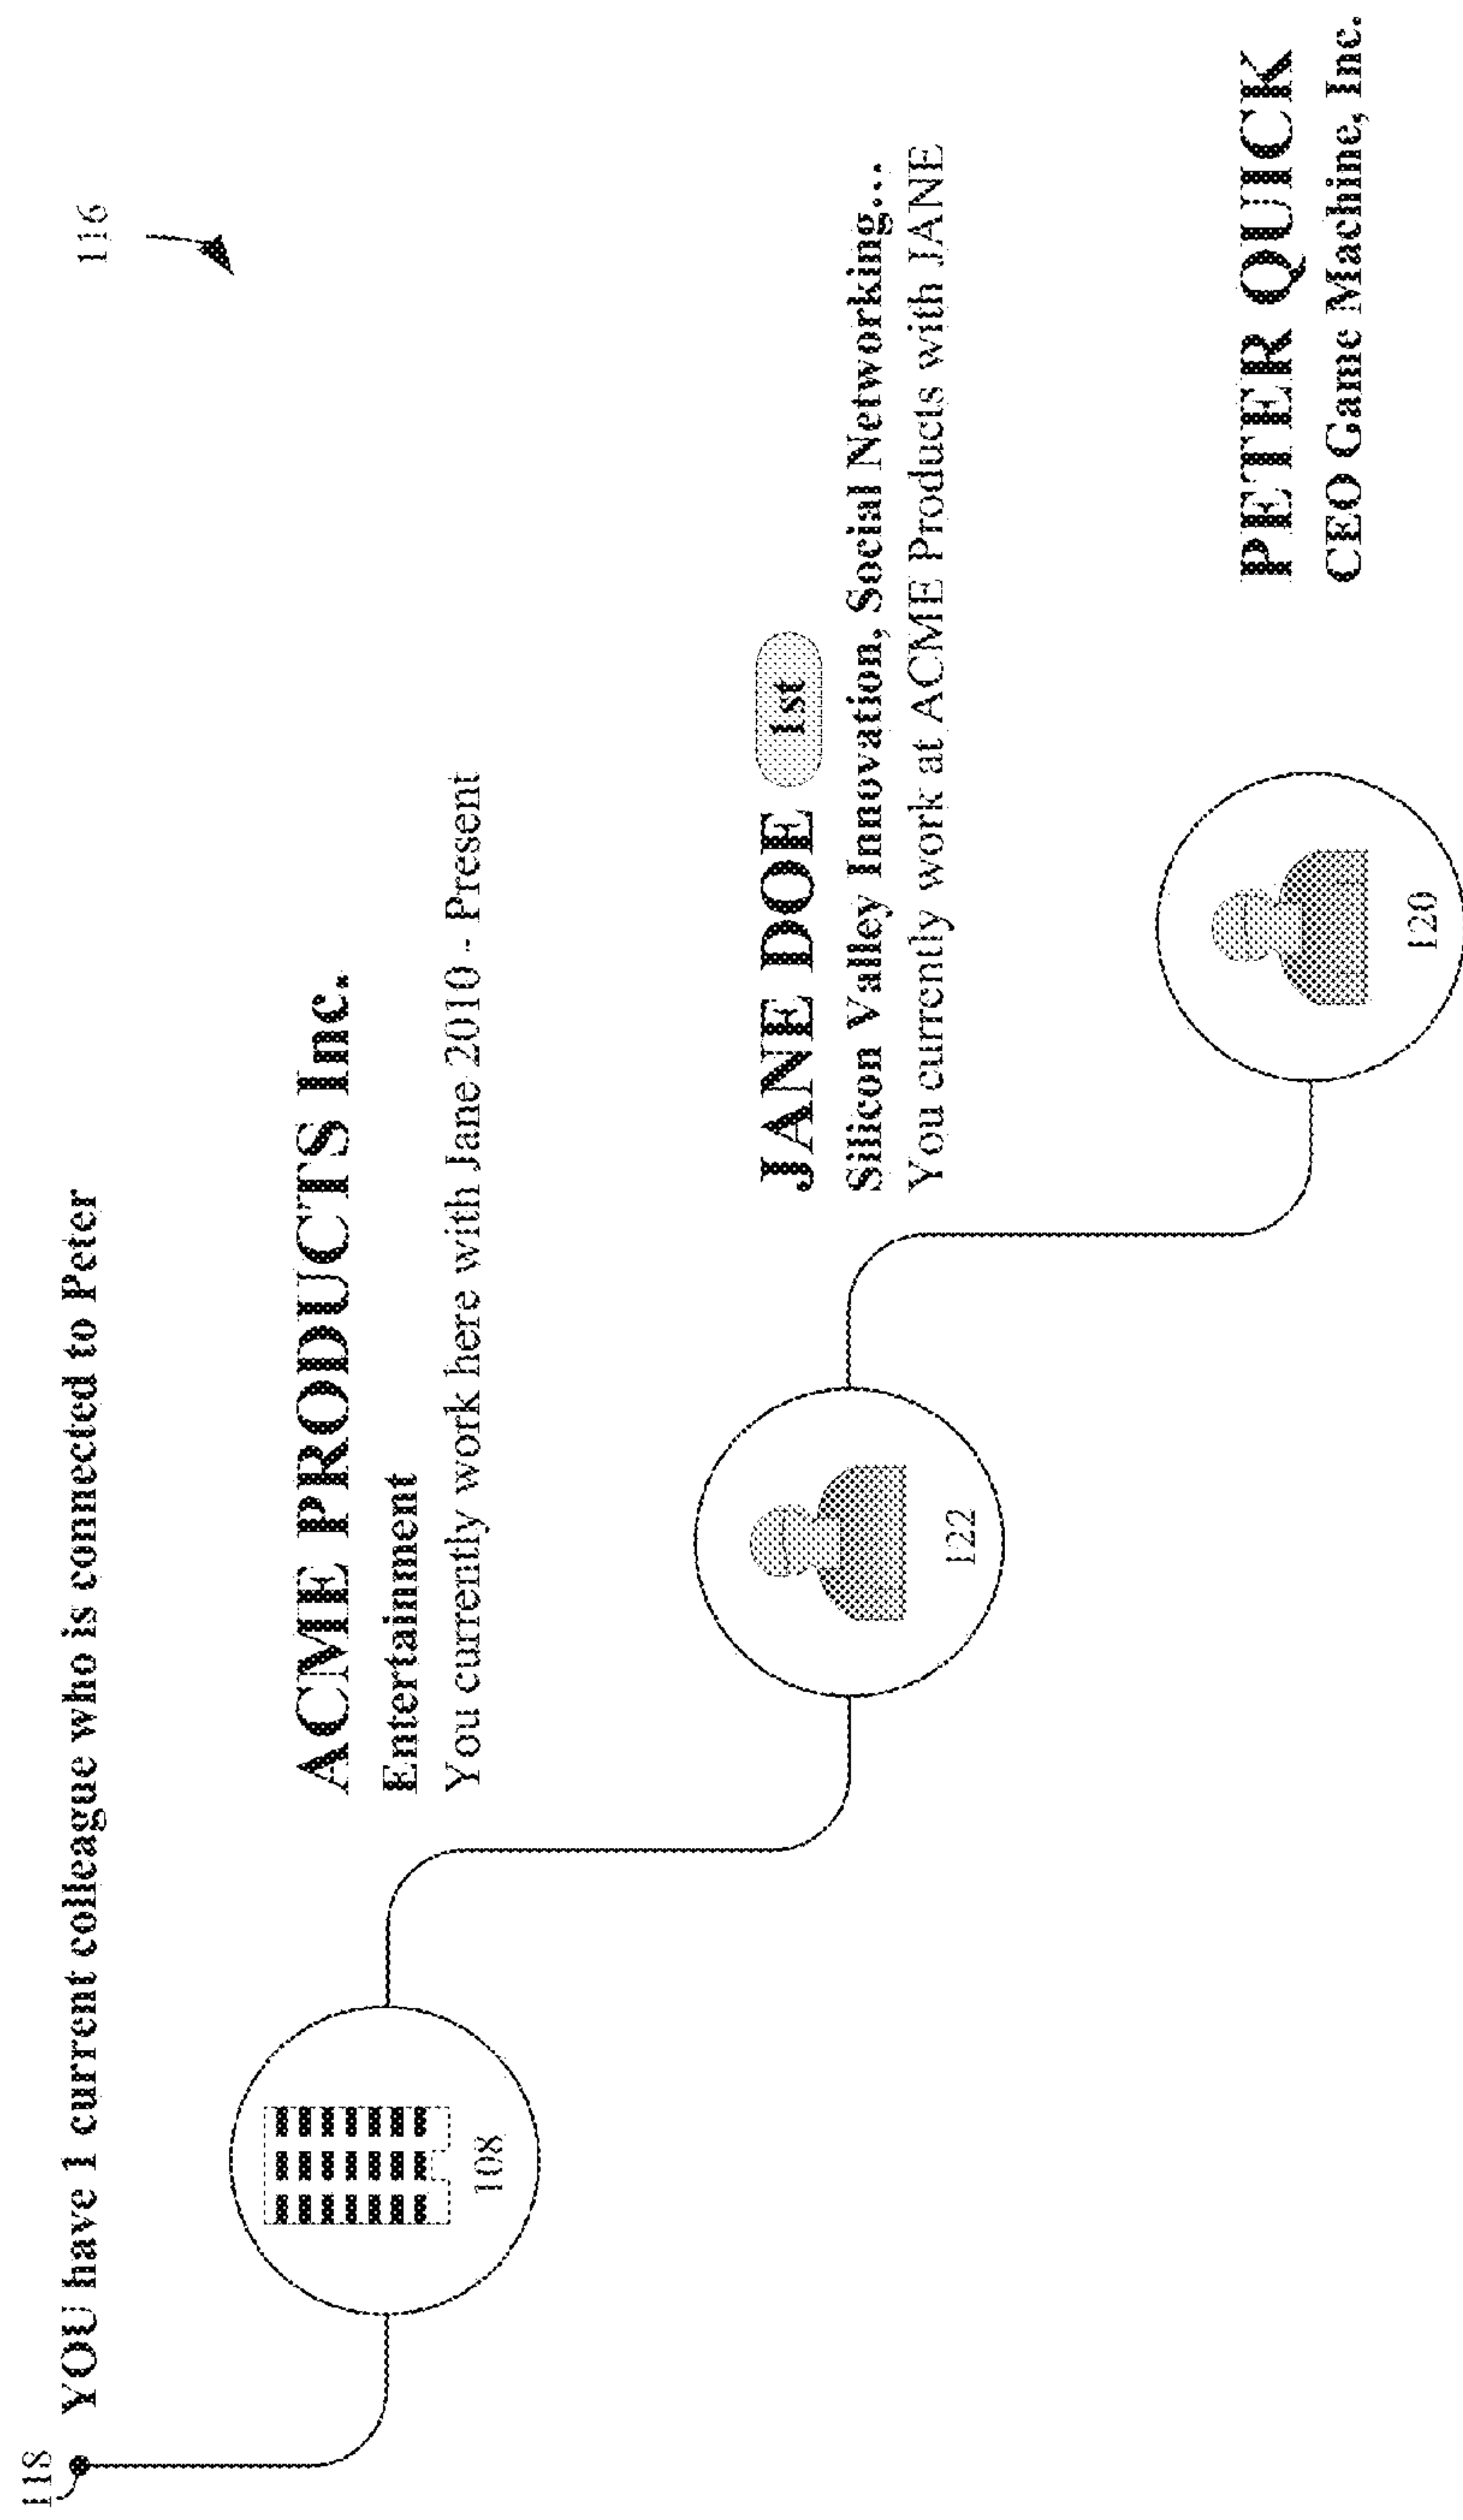 116
118
YOU have 1 current colleague who is connected to Peter
ACME PRODUCTS Inc.
Entertainment
You currently work here with Jane 2010 - Present
108
JANE DOE 1st
Silicon Valley Innovation, Social Networking...
You currently work at ACME Products with JANE
122
PETER QUICK
CEO Game Machine, Inc.
120